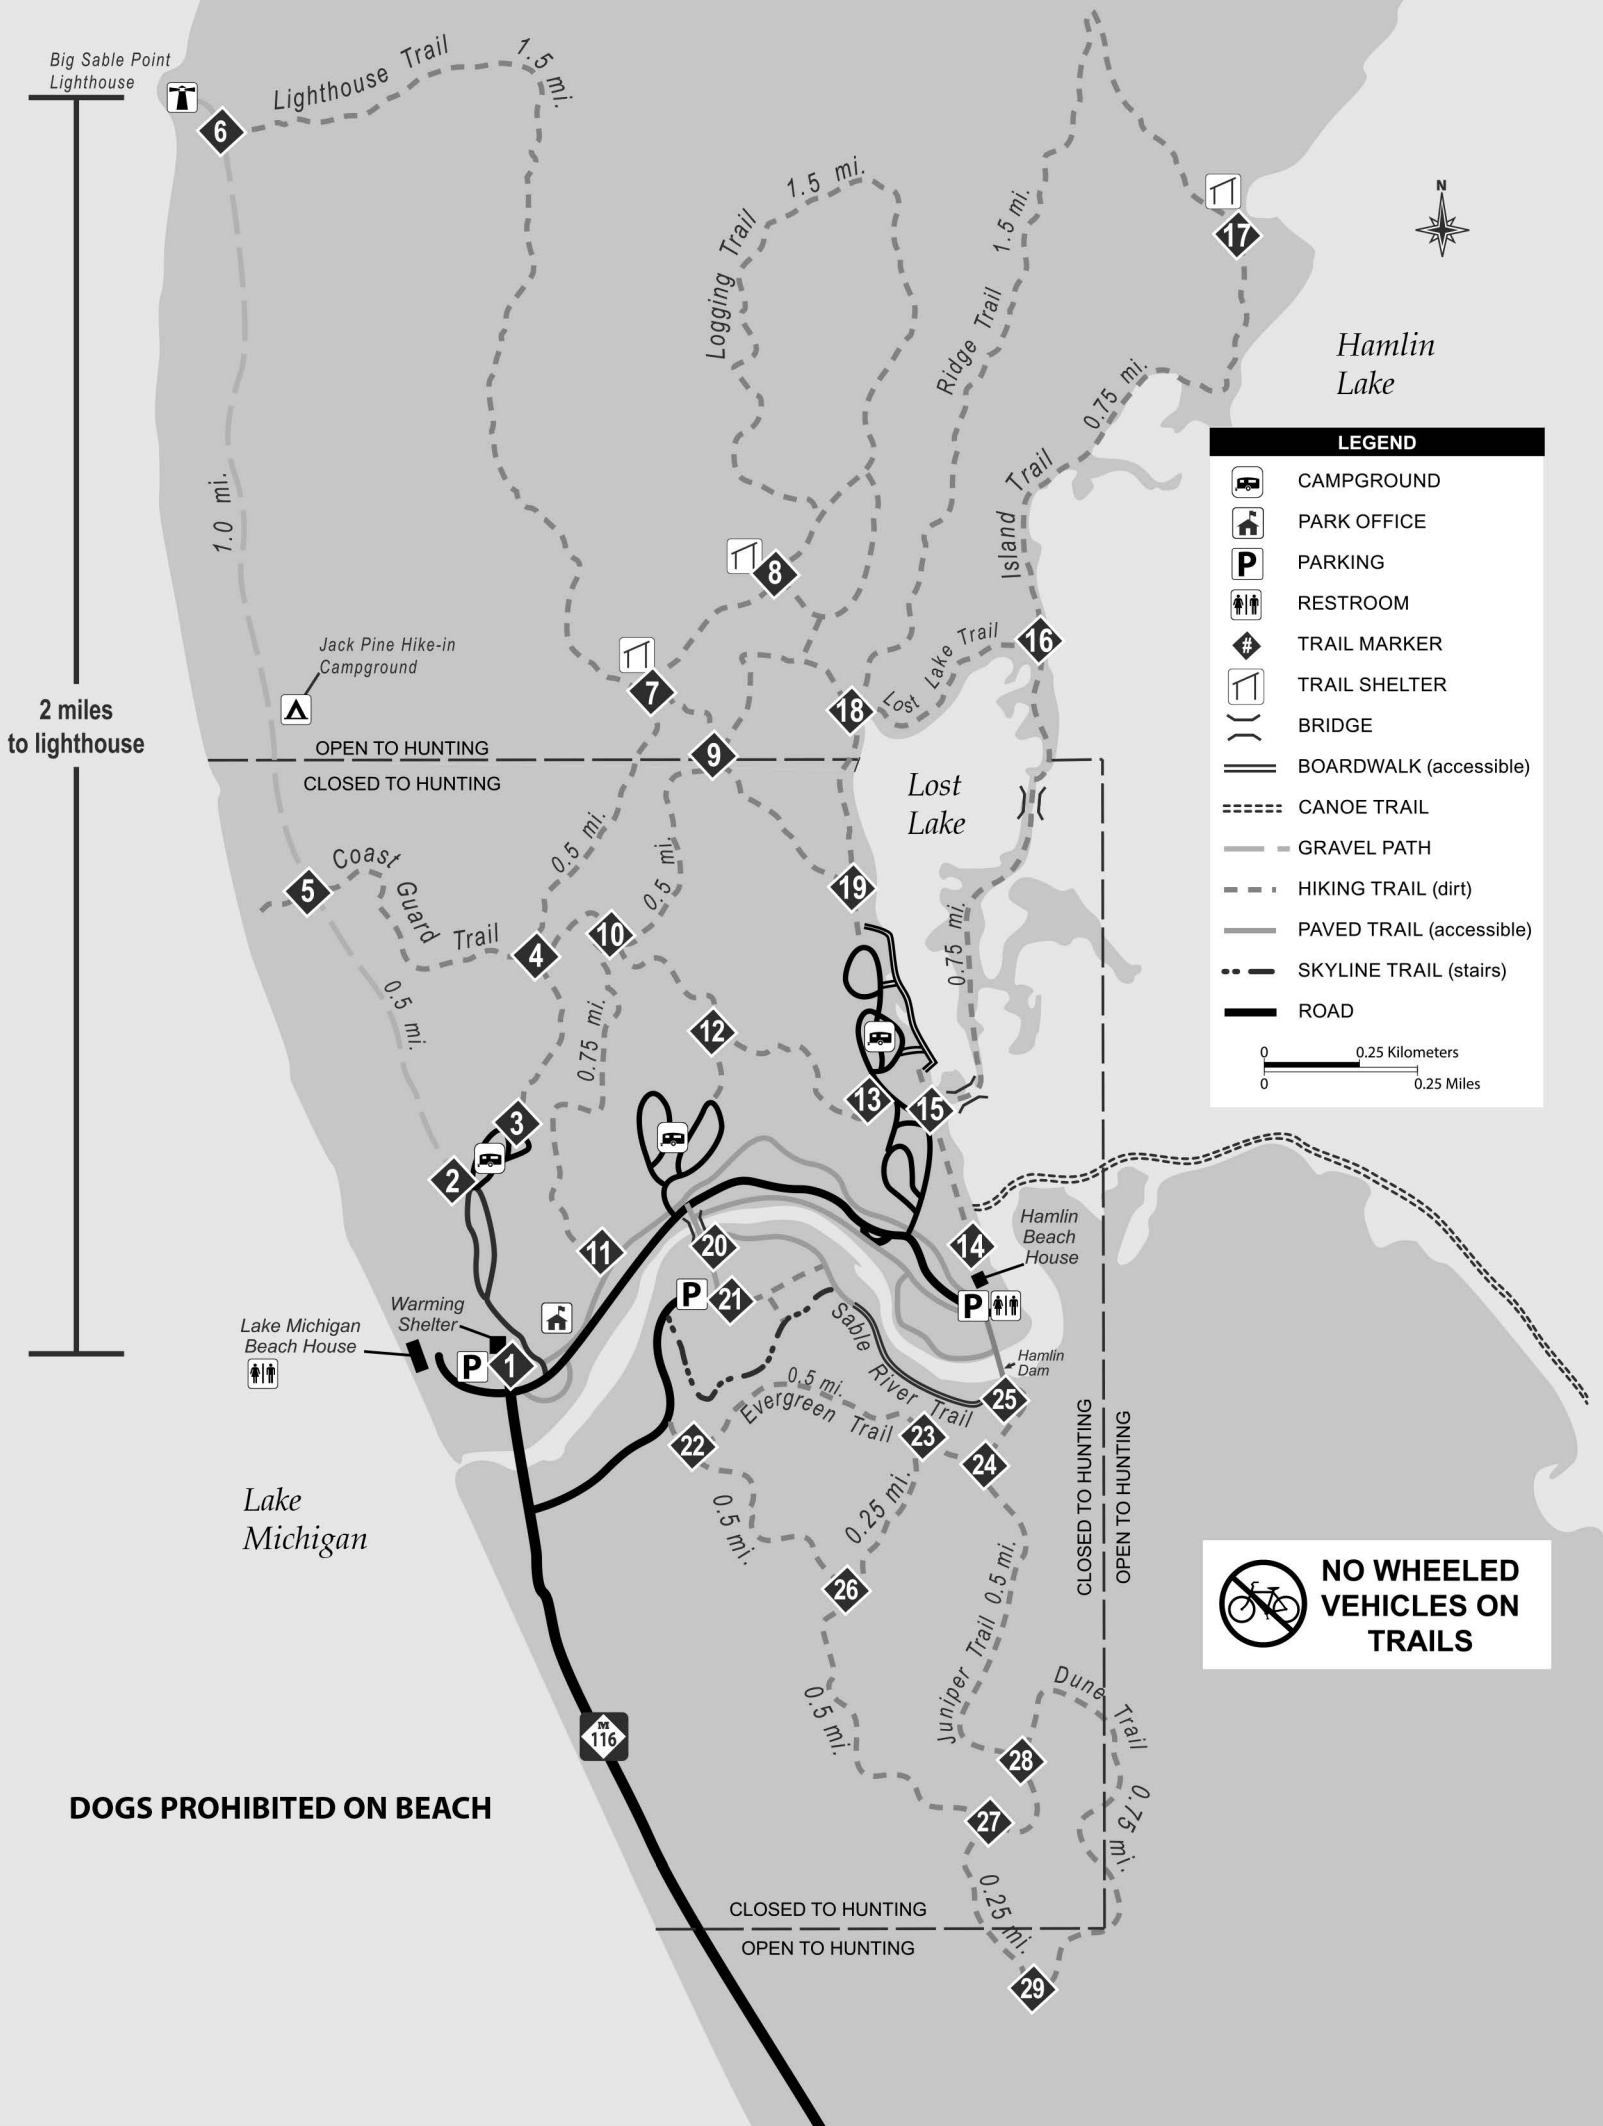 Big Sable Point
Lighthouse
6
Lighthouse Trail
1.5 mi.
Logging Trail
1.5 mi.
Ridge Trail 1.5 mi.
17
N
Hamlin
Lake
1.0 mi.
Island Trail
0.75 mi.
LEGEND
CAMPGROUND
PARK OFFICE
P PARKING
RESTROOM
# TRAIL MARKER
TRAIL SHELTER
BRIDGE
BOARDWALK (accessible)
CANOE TRAIL
GRAVEL PATH
HIKING TRAIL (dirt)
PAVED TRAIL (accessible)
SKYLINE TRAIL (stairs)
ROAD
0 0.25 Kilometers
0 0.25 Miles
8
Jack Pine Hike-in
Campground
7
18
Lost Lake Trail
16
2 miles
to lighthouse
9
OPEN TO HUNTING
CLOSED TO HUNTING
Lost
Lake
5
Coast Guard Trail
0.5 mi.
0.5 mi.
19
4
10
0.5 mi.
0.75 mi.
0.75 mi.
12
3
13
15
2
11
20
14
Hamlin
Beach
House
P
21
P
Warming
Shelter
Lake Michigan
Beach House
P
1
Sable River Trail
Hamlin
Dam
25
0.5 mi.
Evergreen Trail
22
23
24
CLOSED TO HUNTING
OPEN TO HUNTING
Lake
Michigan
0.5 mi.
0.25 mi.
26
Juniper Trail 0.5 mi.
NO WHEELED
VEHICLES ON
TRAILS
0.5 mi.
Dune Trail
0.75 mi.
M
116
28
27
DOGS PROHIBITED ON BEACH
0.25 mi.
CLOSED TO HUNTING
OPEN TO HUNTING
29